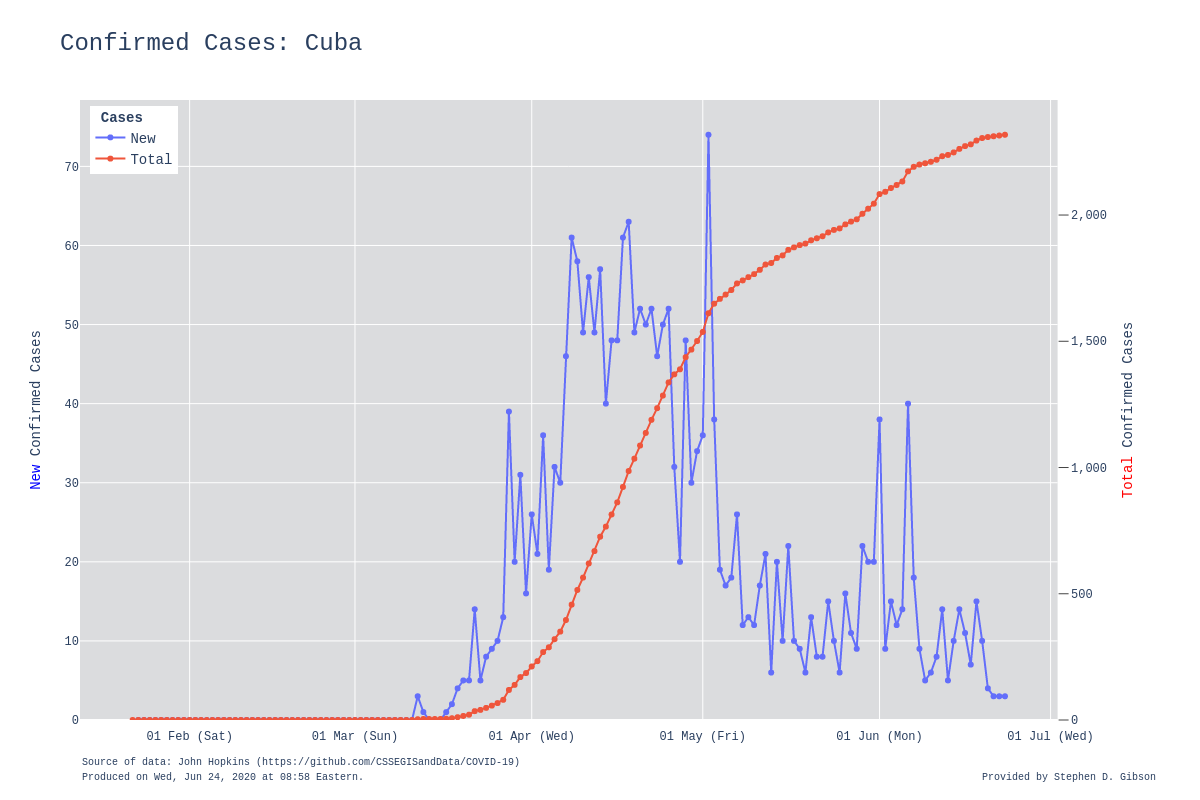 Confirmed Cases: Cuba
Cases
New
Total
70
60
50
40
30
20
10
0
New Confirmed Cases
2,000
1,500
1,000
500
0
Total Confirmed Cases
01 Feb (Sat) 01 Mar (Sun) 01 Apr (Wed) 01 May (Fri) 01 Jun (Mon) 01 Jul (Wed)
Source of data: John Hopkins (https://github.com/CSSEGISandData/COVID-19)
Produced on Wed, Jun 24, 2020 at 08:58 Eastern.
Provided by Stephen D. Gibson